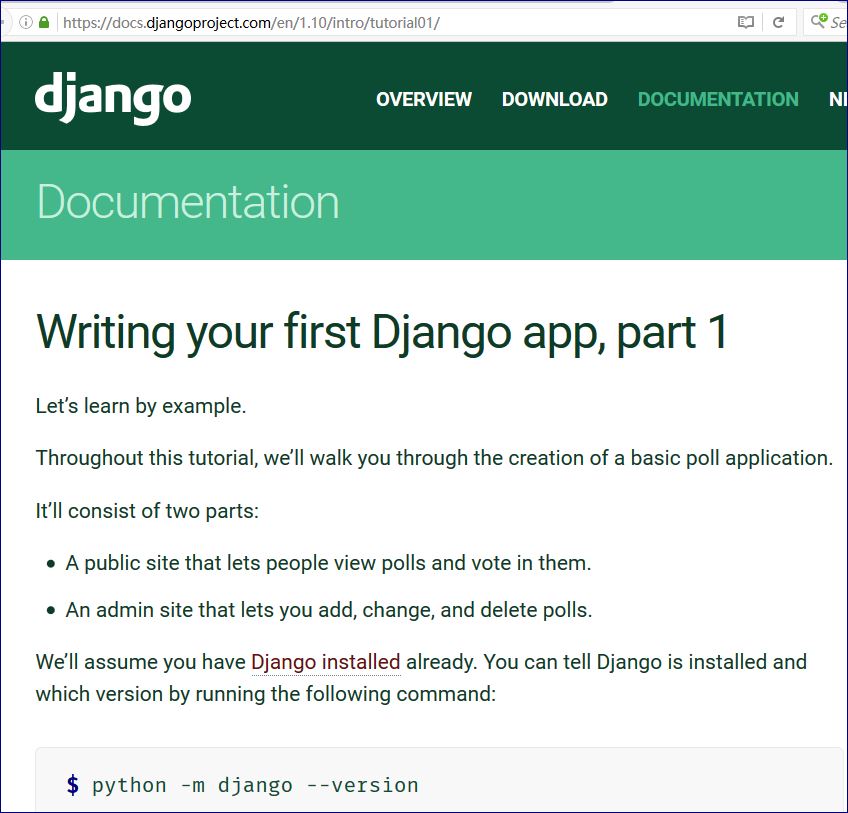 https://docs.djangoproject.com/en/1.10/intro/tutorial01/
django
OVERVIEW DOWNLOAD DOCUMENTATION
Documentation
Writing your first Django app, part 1
Let’s learn by example.
Throughout this tutorial, we’ll walk you through the creation of a basic poll application.
It’ll consist of two parts:
• A public site that lets people view polls and vote in them.
• An admin site that lets you add, change, and delete polls.
We’ll assume you have Django installed already. You can tell Django is installed and
which version by running the following command:
$ python -m django --version